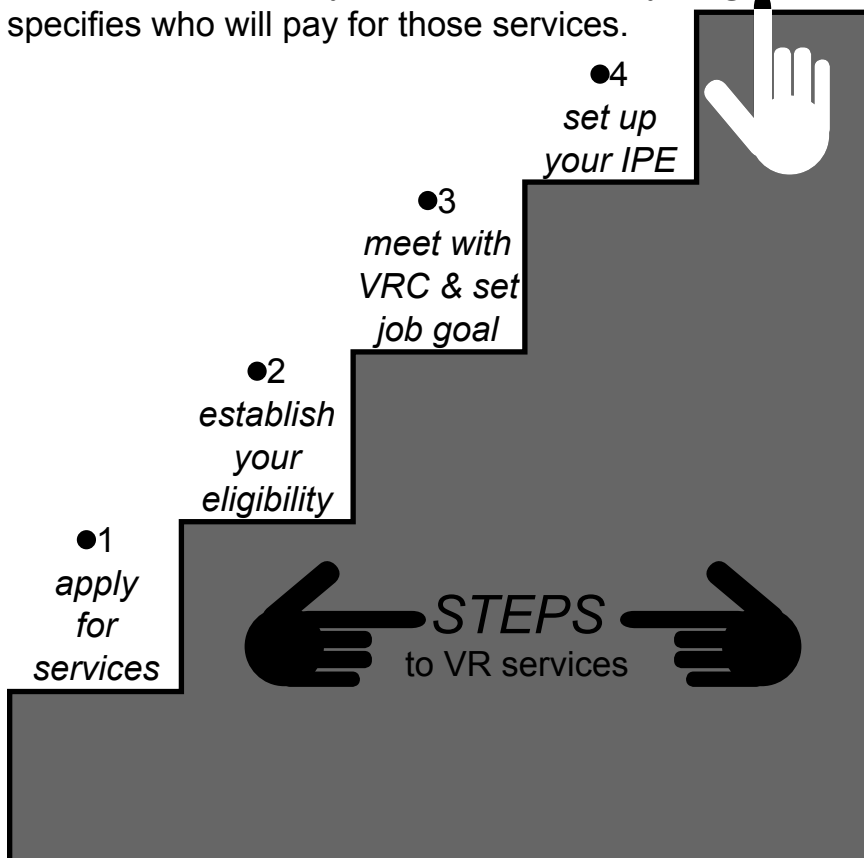 specifies who will pay for those services.
●4
set up
your IPE
●3
meet with
VRC & set
job goal
●2
establish
your
eligibility
●1
apply
for
services
STEPS
to VR services